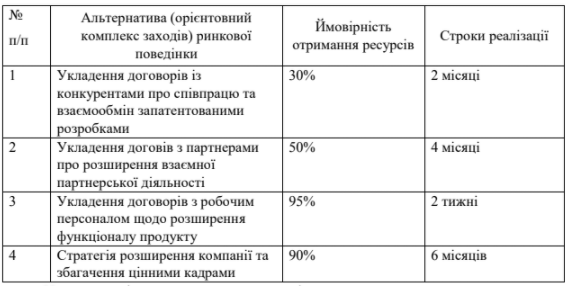 № п/п | Альтернатива (орієнтовний комплекс заходів) ринкової поведінки | Ймовірність отримання ресурсів | Строки реалізації
1 | Укладення договорів із конкурентами про співпрацю та взаємообмін запатентованими розробками | 30% | 2 місяці
2 | Укладення договів з партнерами про розширення взаємної партнерської діяльності | 50% | 4 місяці
3 | Укладення договорів з робочим персоналом щодо розширення функціоналу продукту | 95% | 2 тижні
4 | Стратегія розширення компанії та збагачення цінними кадрами | 90% | 6 місяців